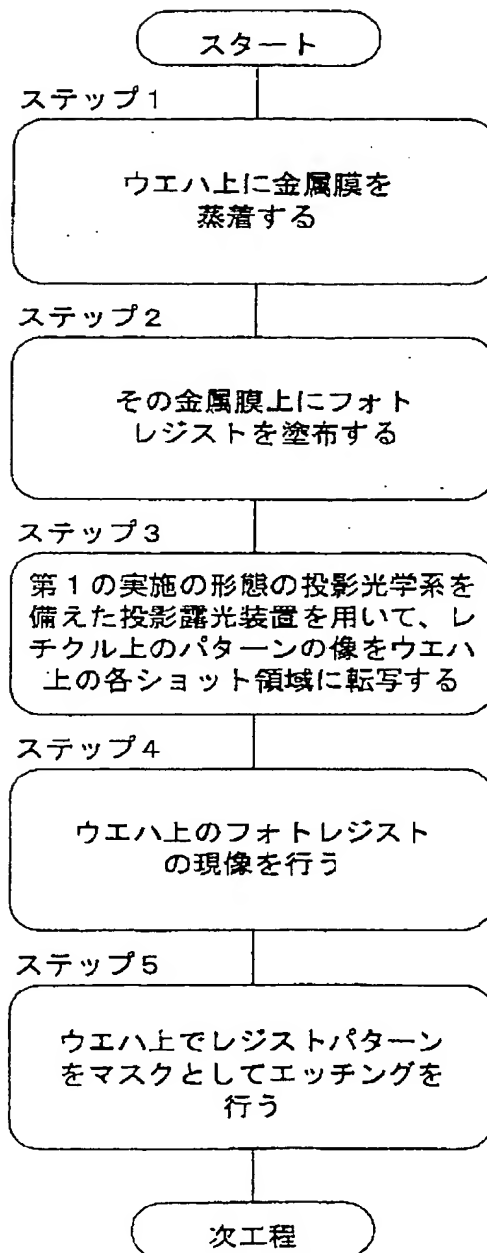 スタート
ステップ1
ウエハ上に金属膜を
蒸着する
ステップ2
その金属膜上にフォト
レジストを塗布する
ステップ3
第1の実施の形態の投影光学系を
備えた投影露光装置を用いて、レ
チクル上のパターンの像をウエハ
上の各ショット領域に転写する
ステップ4
ウエハ上のフォトレジスト
の現像を行う
ステップ5
ウエハ上でレジストパターン
をマスクとしてエッチングを
行う
次工程